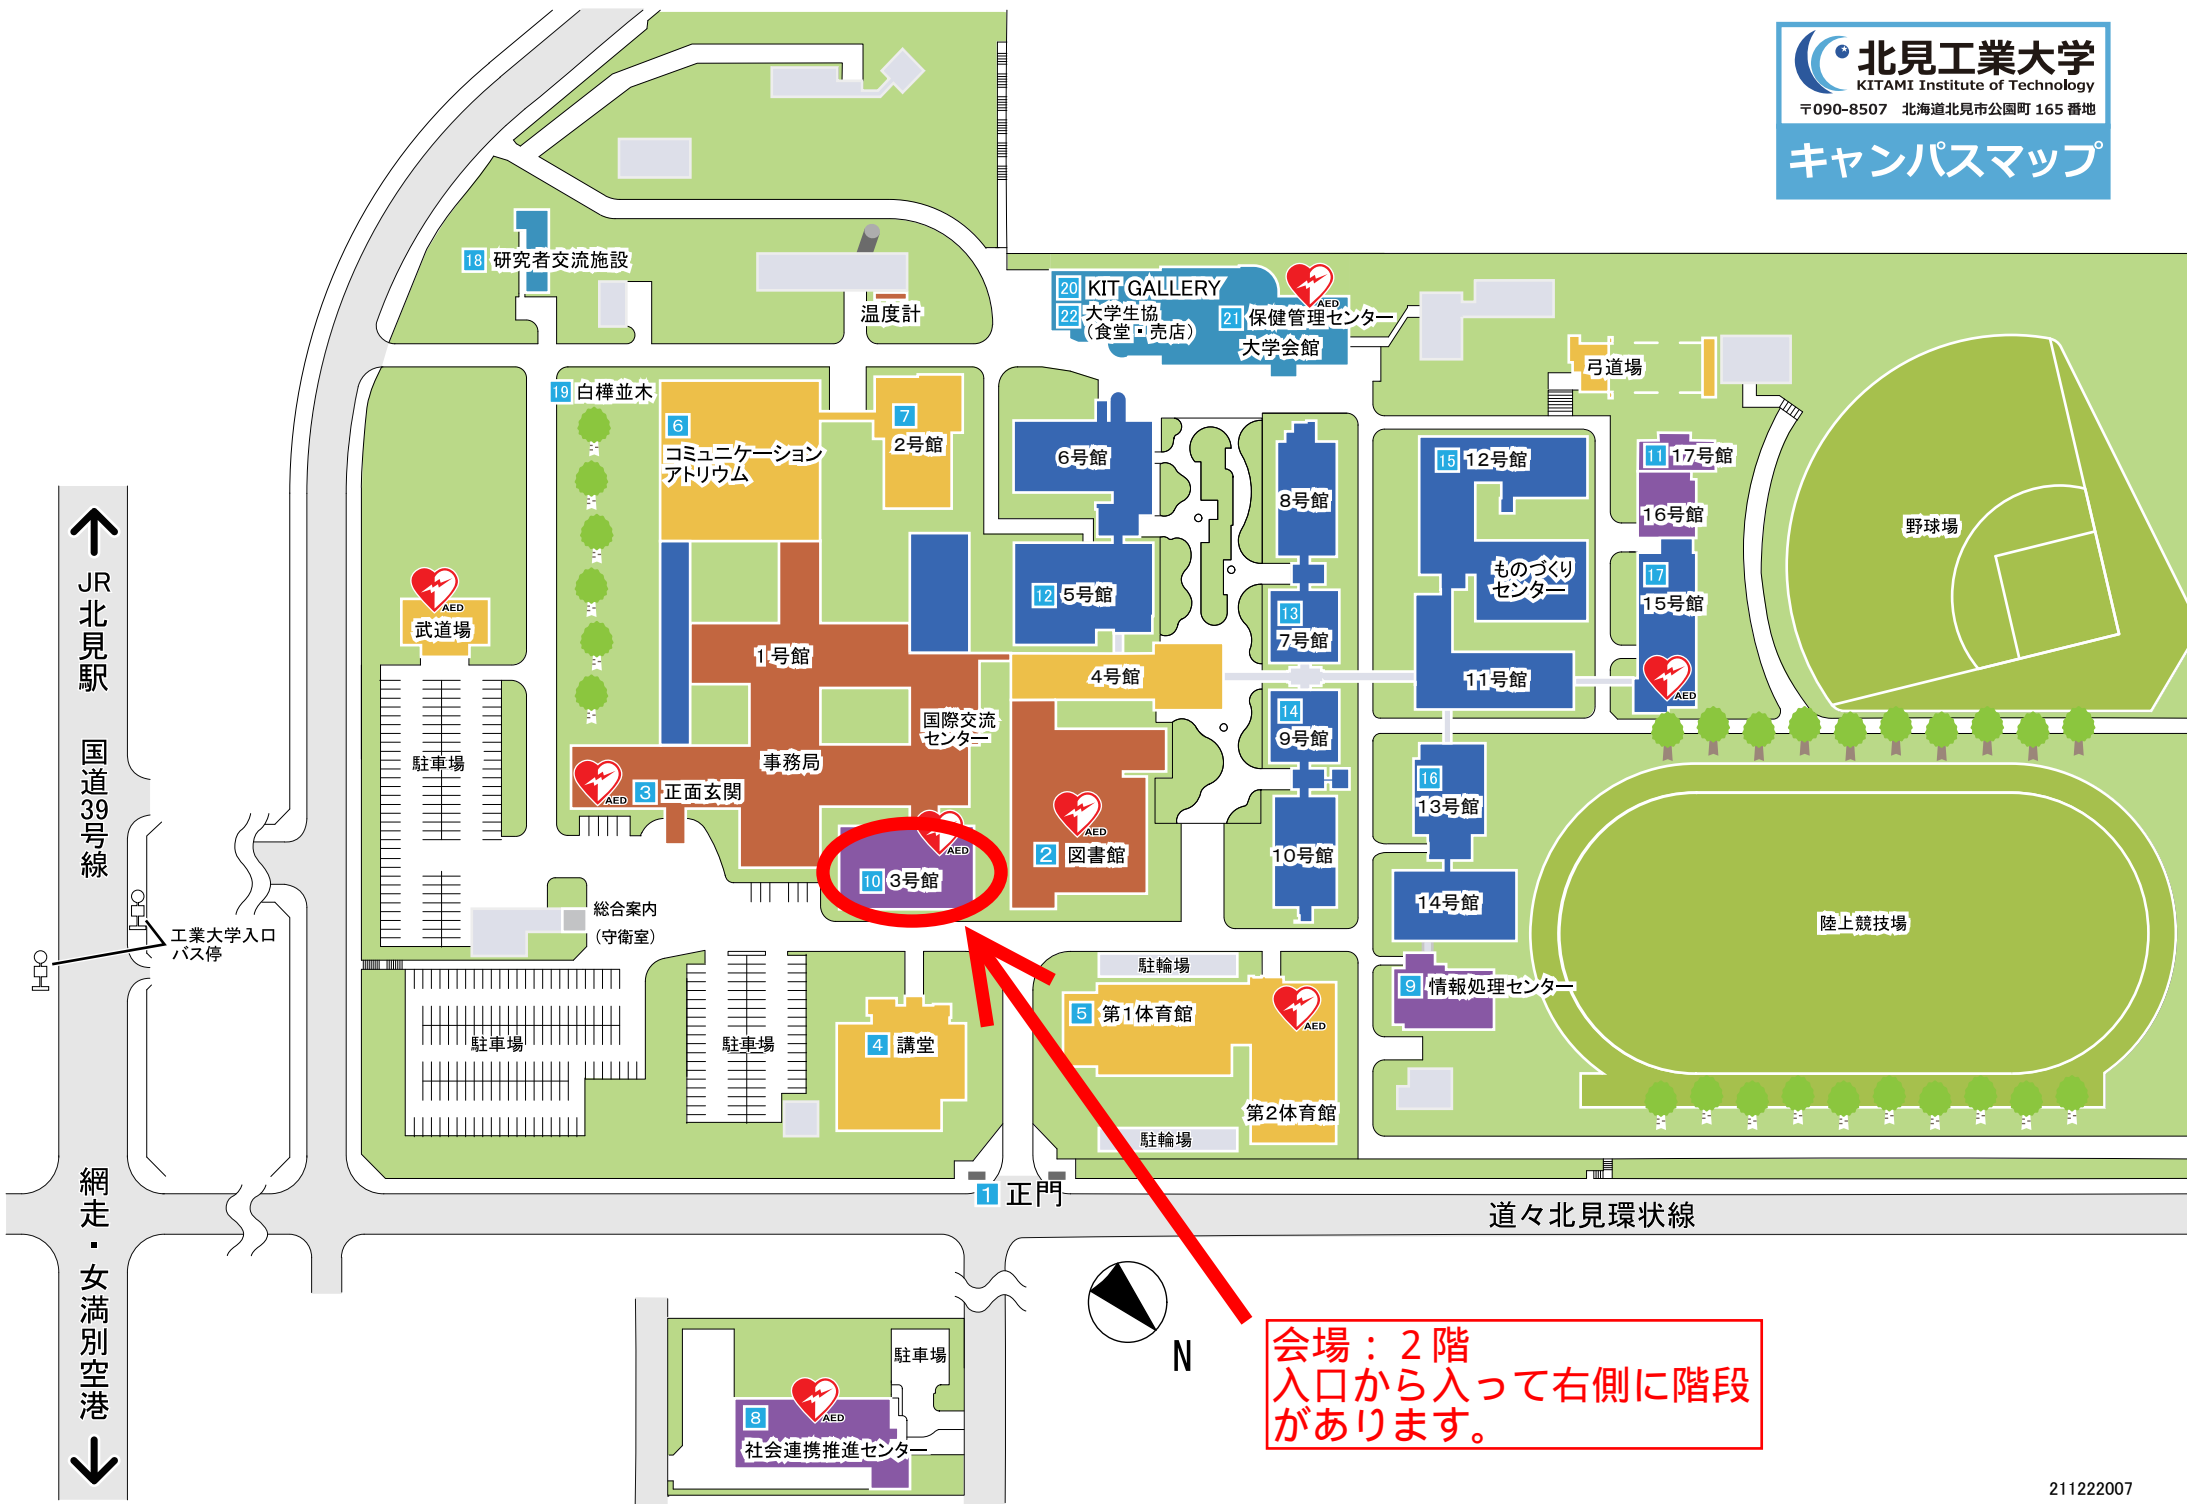 北見工業大学
KITAMI Institute of Technology
〒090-8507 北海道北見市公園町 165 番地
キャンパスマップ
18 研究者交流施設
温度計
20 KIT GALLERY
22 大学生協
(食堂・売店)
AED
21 保健管理センター
大学会館
弓道場
19 白樺並木
6
コミュニケーション
アトリウム
7
2号館
6号館
8号館
15 12号館
11 17号館
16号館
野球場
JR北見駅
国道39号線
AED
武道場
1号館
12 5号館
13
7号館
ものづくり
センター
17
15号館
AED
4号館
11号館
国際交流
センター
14
9号館
駐車場
事務局
AED
3 正面玄関
AED
AED
2 図書館
10 3号館
10号館
16
13号館
14号館
陸上競技場
総合案内
(守衛室)
工業大学入口
バス停
駐輪場
5 第1体育館
AED
9 情報処理センター
駐車場
駐車場
4 講堂
第2体育館
駐輪場
1 正門
道々北見環状線
網走・女満別空港
N
駐車場
AED
8
社会連携推進センター
会場：２階
入口から入って右側に階段
があります。
211222007